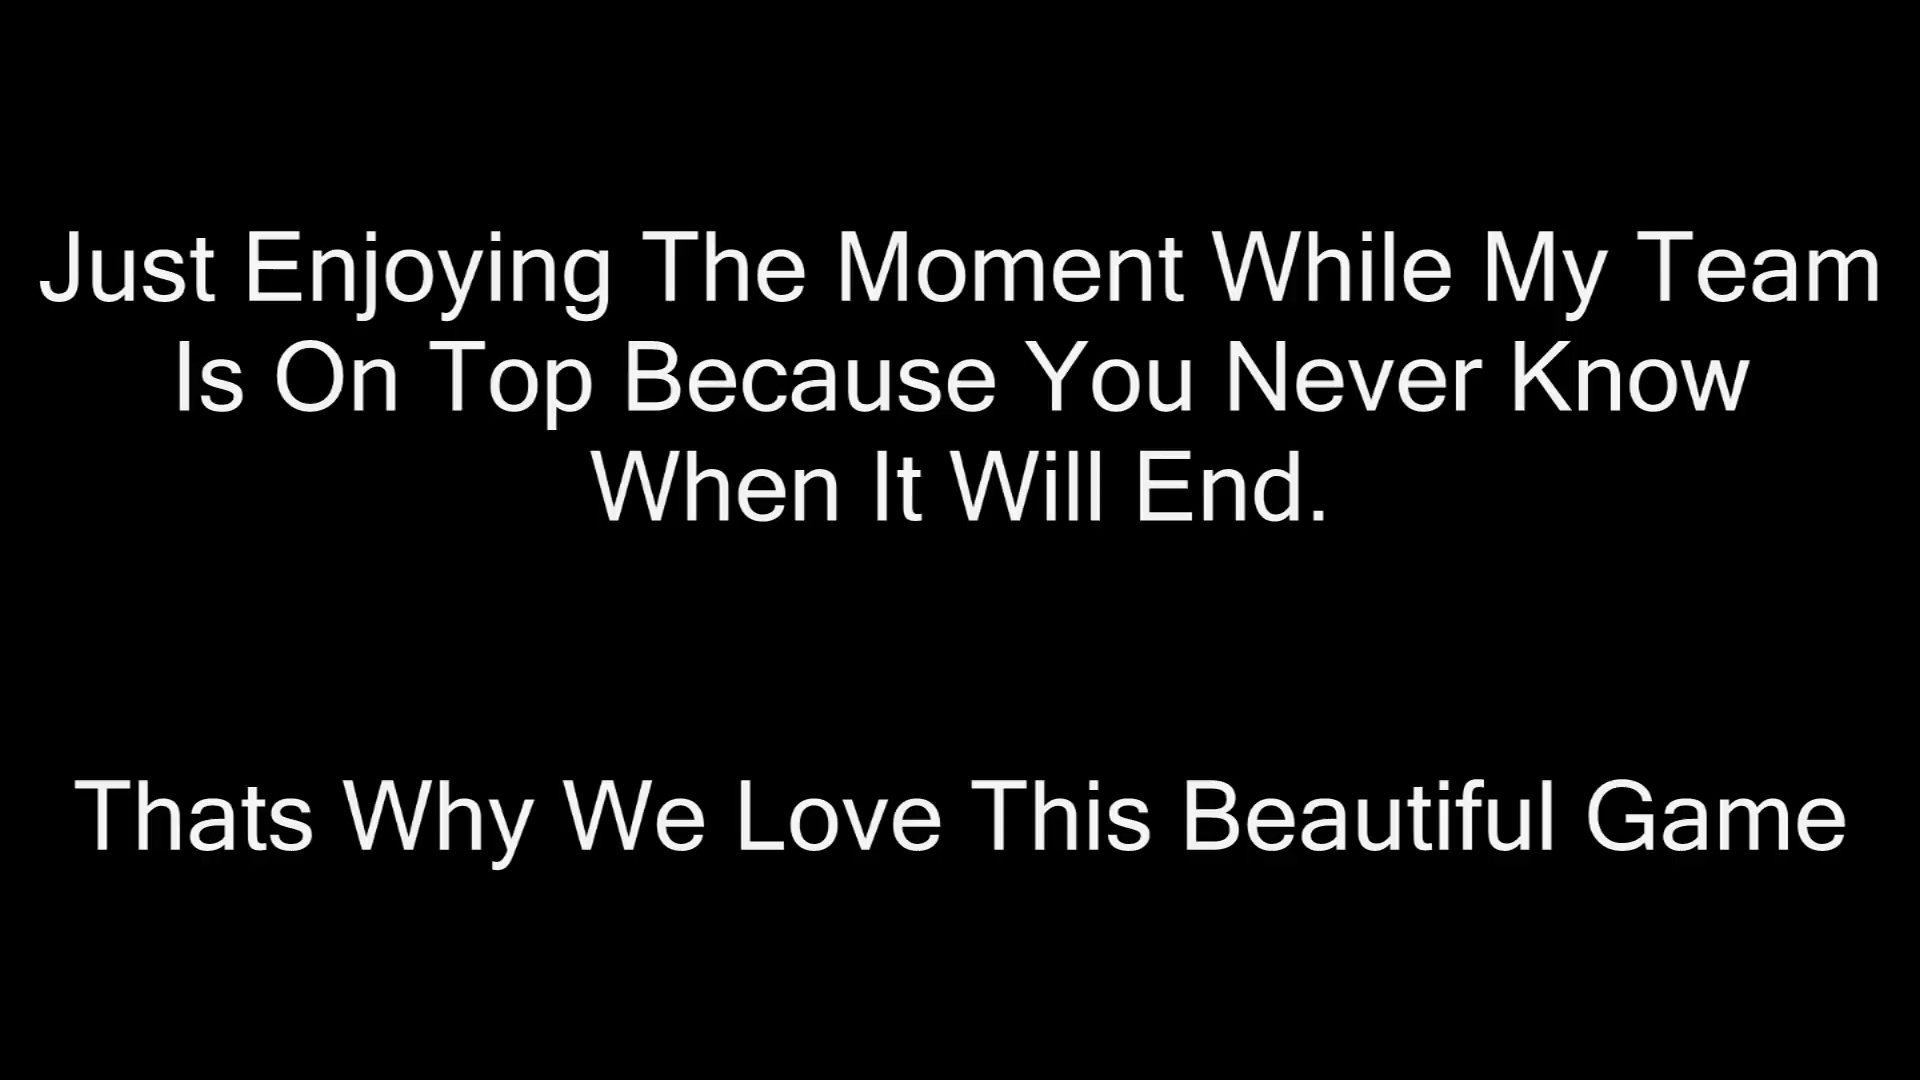 Just Enjoying The Moment While My Team
Is On Top Because You Never Know
When It Will End.
Thats Why We Love This Beautiful Game